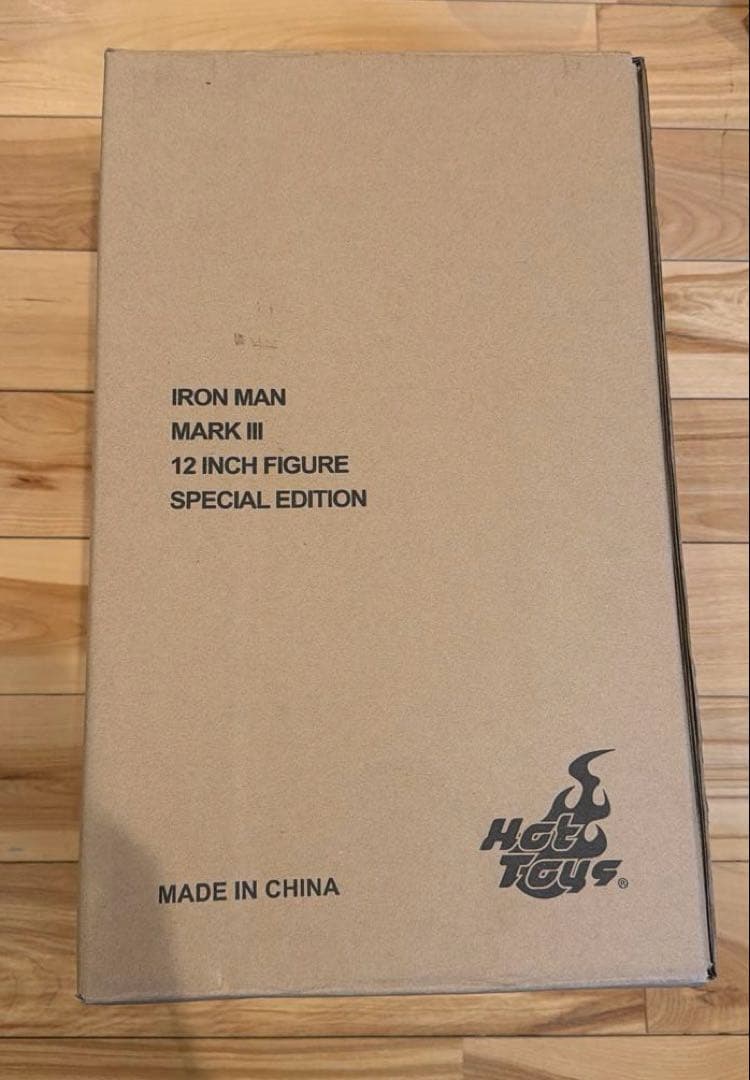 IRON MAN
MARK III
12 INCH FIGURE
SPECIAL EDITION
Hot
Toys®
MADE IN CHINA